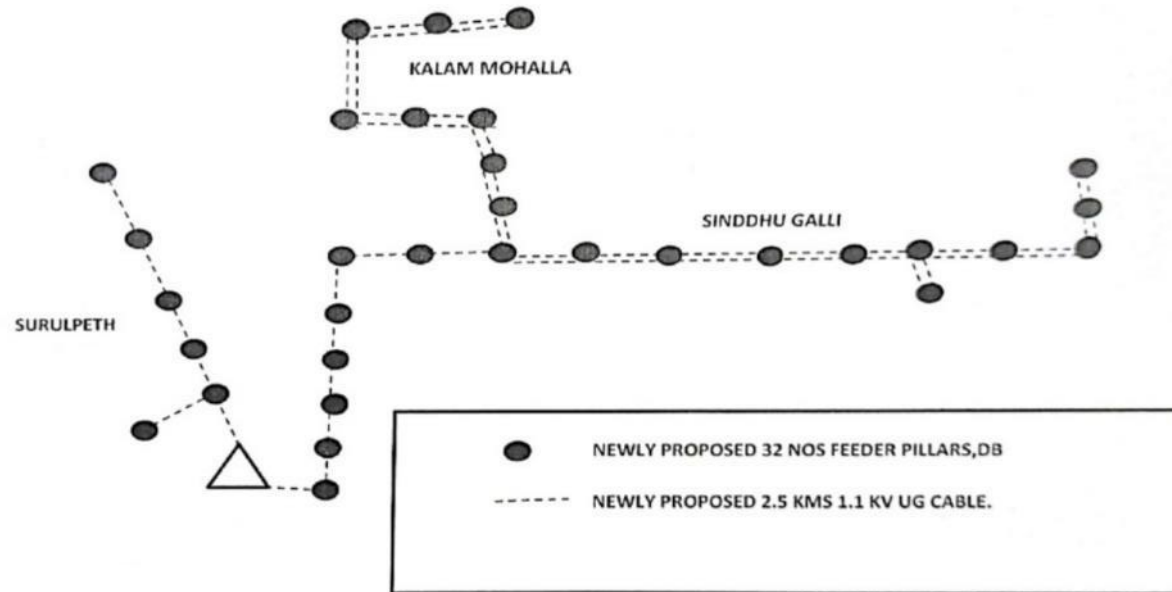 KALAM MOHALLA
SINDDHU GALLI
SURULPETH
NEWLY PROPOSED 32 NOS FEEDER PILLARS,DB
NEWLY PROPOSED 2.5 KMS 1.1 KV UG CABLE.